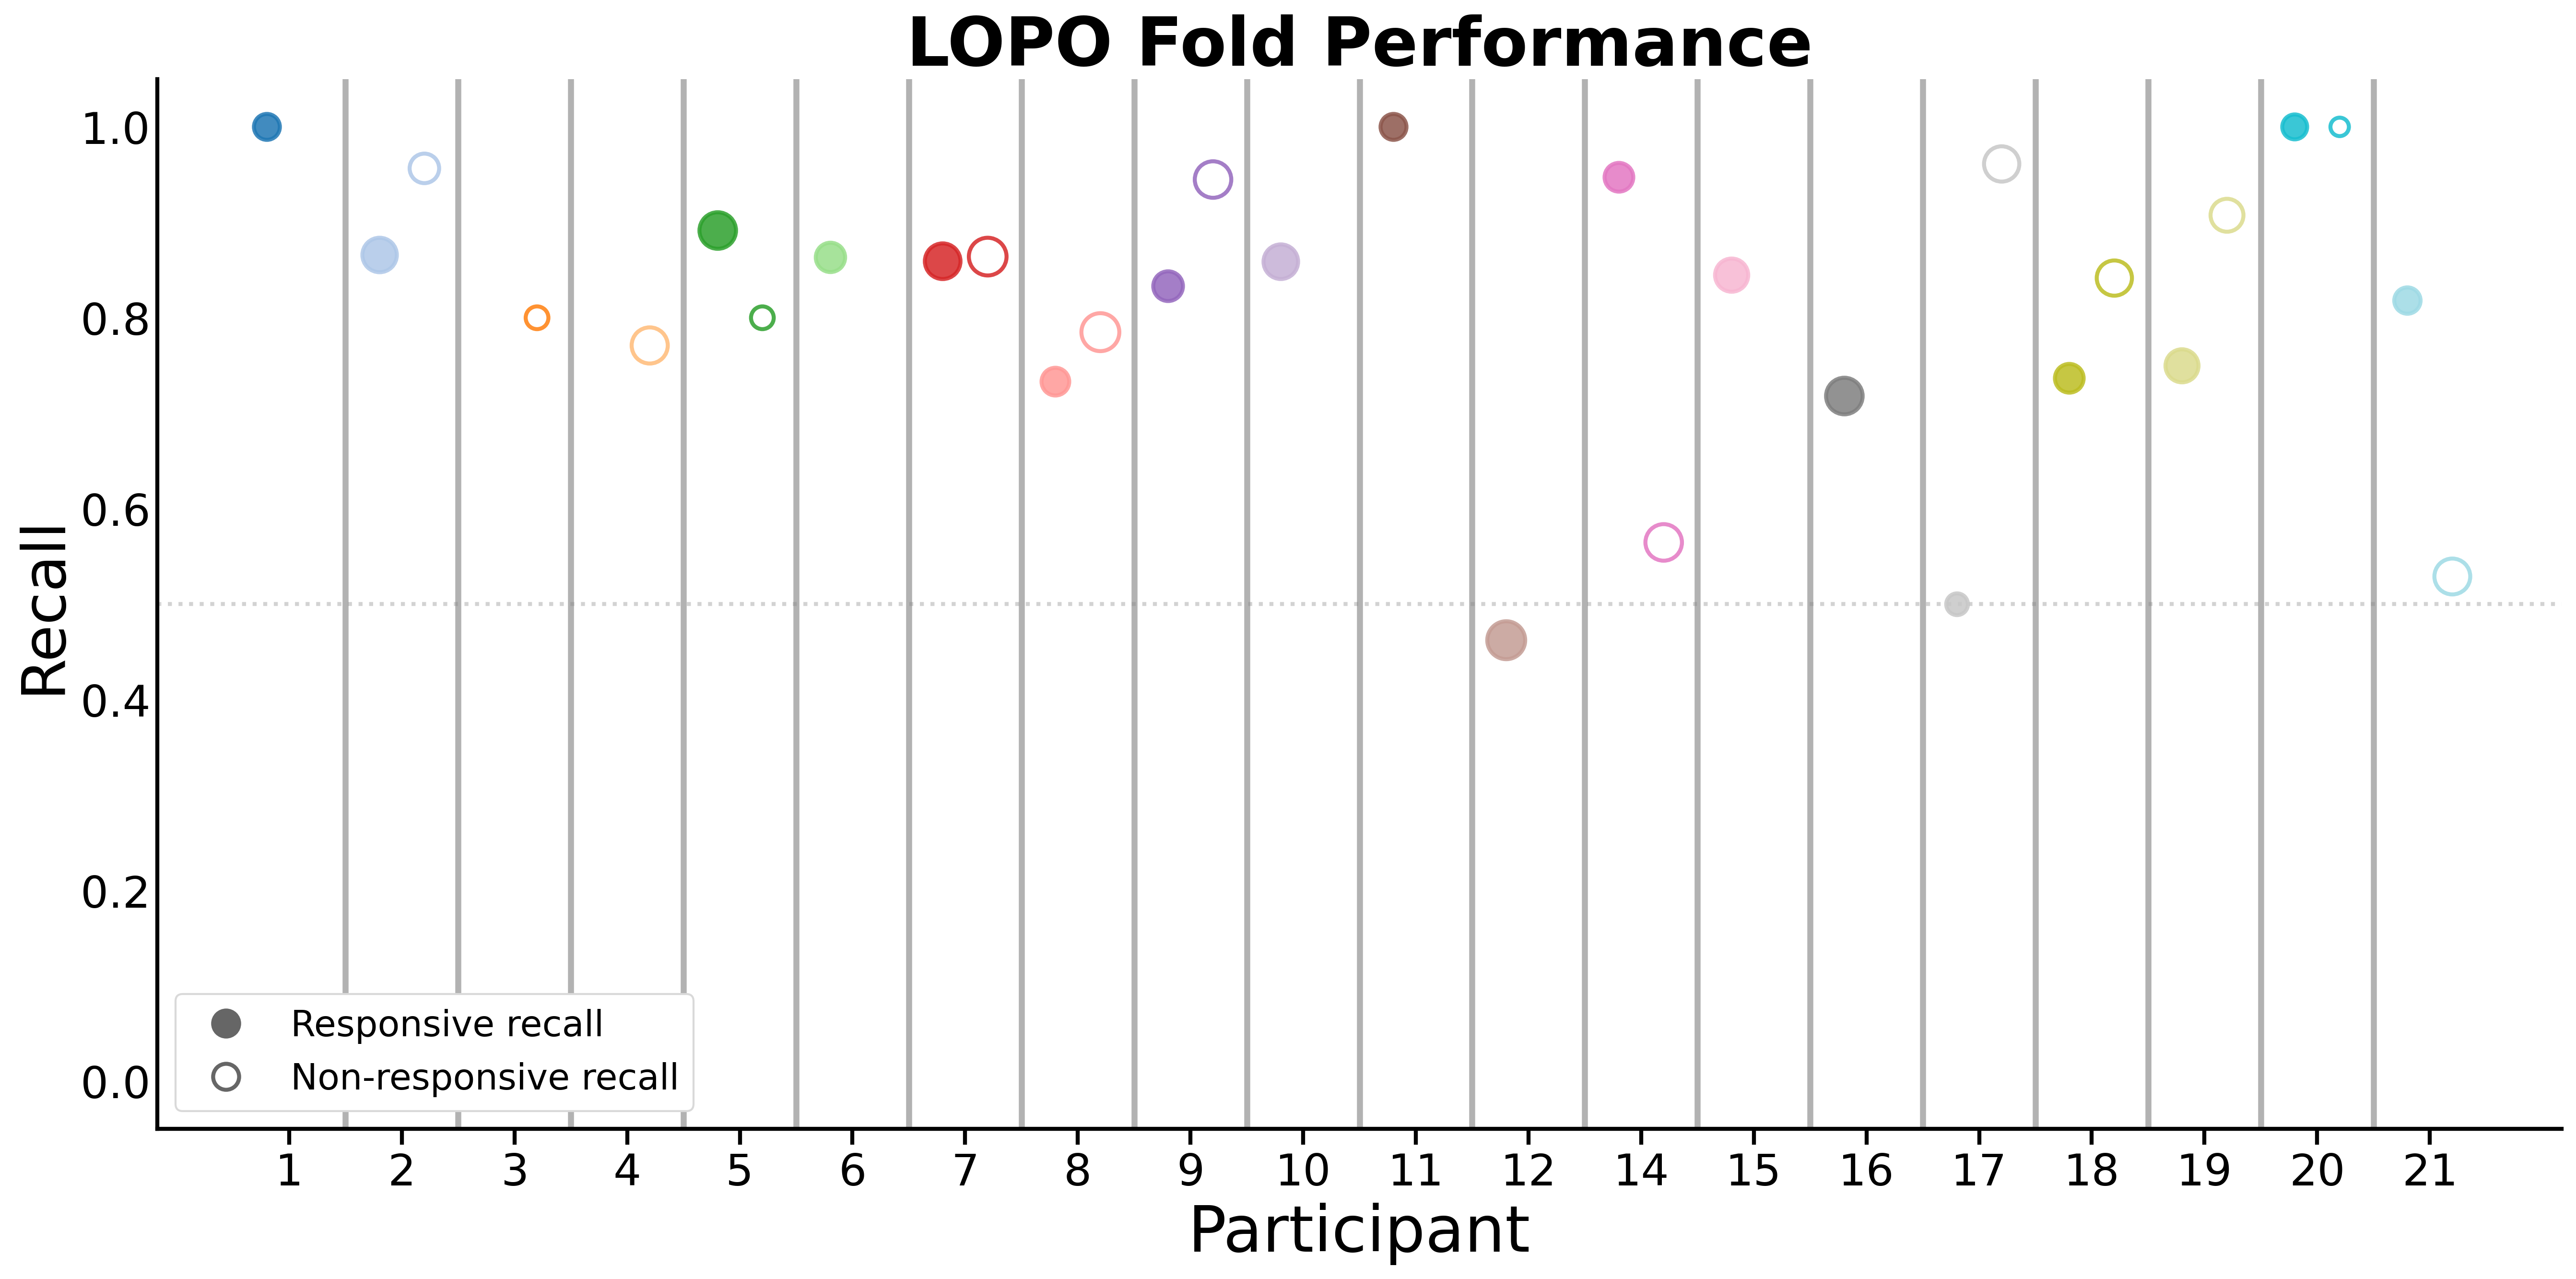 LOPO Fold Performance
Recall
1.0
0.8
0.6
0.4
0.2
0.0
Responsive recall
Non-responsive recall
1 2 3 4 5 6 7 8 9 10 11 12 14 15 16 17 18 19 20 21
Participant